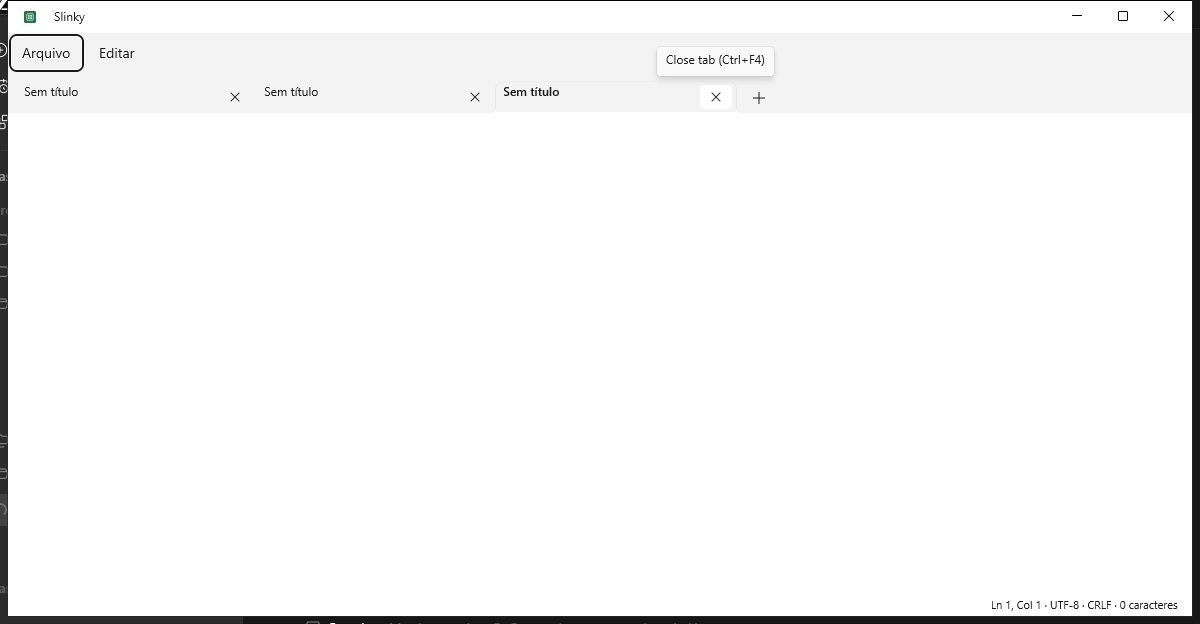 Slinky
Arquivo Editar
Close tab (Ctrl+F4)
Sem título Sem título Sem título
Ln 1, Col 1 · UTF-8 · CRLF · 0 caracteres